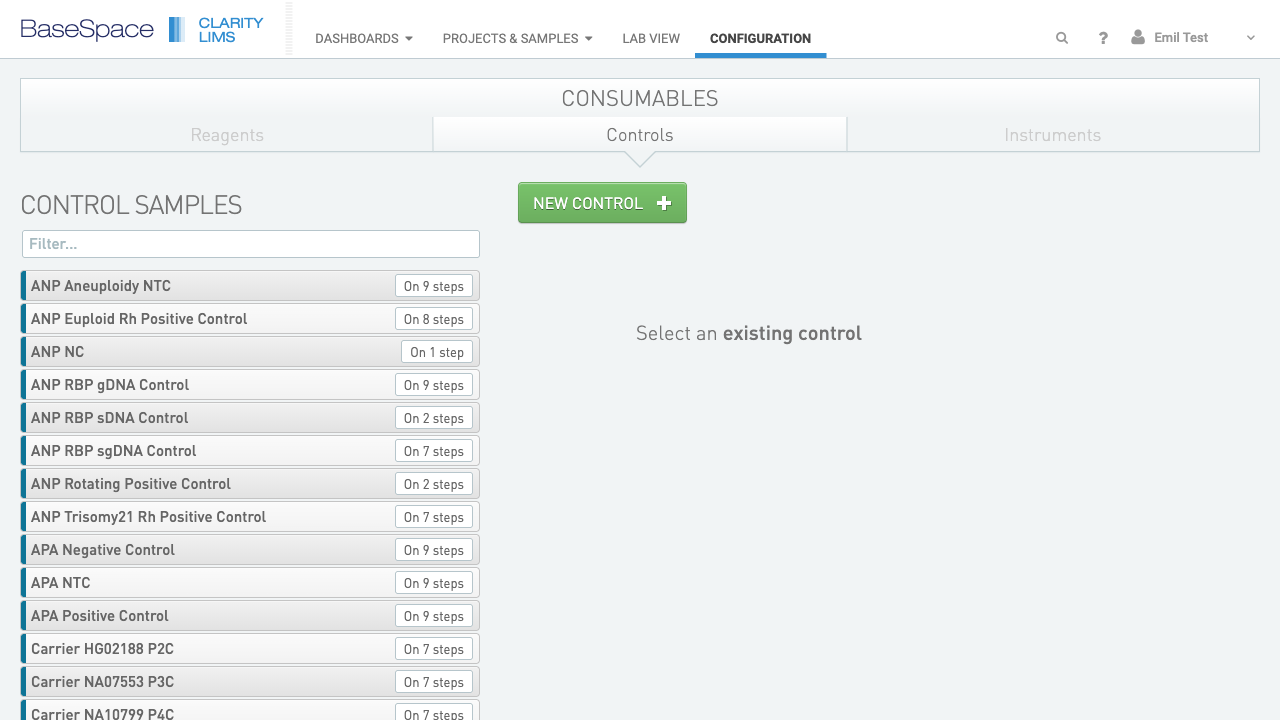 BaseSpace CLARITY LIMS
DASHBOARDS PROJECTS & SAMPLES LAB VIEW CONFIGURATION ? Emil Test
CONSUMABLES
Reagents Controls Instruments
CONTROL SAMPLES
NEW CONTROL
Filter...
ANP Aneuploidy NTC On 9 steps
ANP Euploid Rh Positive Control On 8 steps
Select an existing control
ANP NC On 1 step
ANP RBP gDNA Control On 9 steps
ANP RBP sDNA Control On 2 steps
ANP RBP sgDNA Control On 7 steps
ANP Rotating Positive Control On 2 steps
ANP Trisomy21 Rh Positive Control On 7 steps
APA Negative Control On 9 steps
APA NTC On 9 steps
APA Positive Control On 9 steps
Carrier HG02188 P2C On 7 steps
Carrier NA07553 P3C On 7 steps
Carrier NA10799 P4C On 7 steps